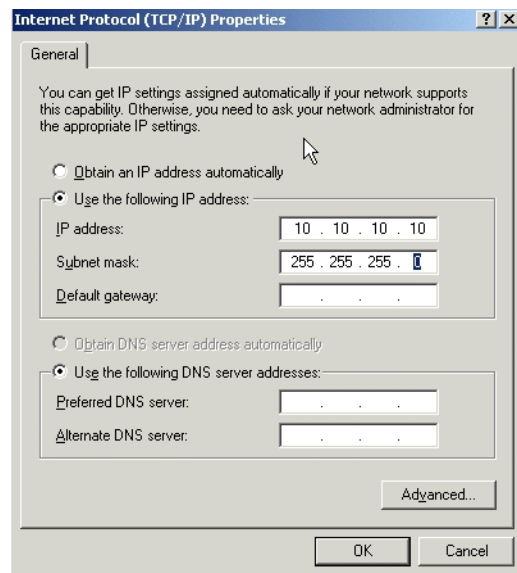 Internet Protocol (TCP/IP) Properties
General
You can get IP settings assigned automatically if your network supports
this capability. Otherwise, you need to ask your network administrator for
the appropriate IP settings.
Obtain an IP address automatically
Use the following IP address:
IP address: 10 . 10 . 10 . 10
Subnet mask: 255 . 255 . 255 . 0
Default gateway: . . .
Obtain DNS server address automatically
Use the following DNS server addresses:
Preferred DNS server: . . .
Alternate DNS server: . . .
Advanced...
OK Cancel